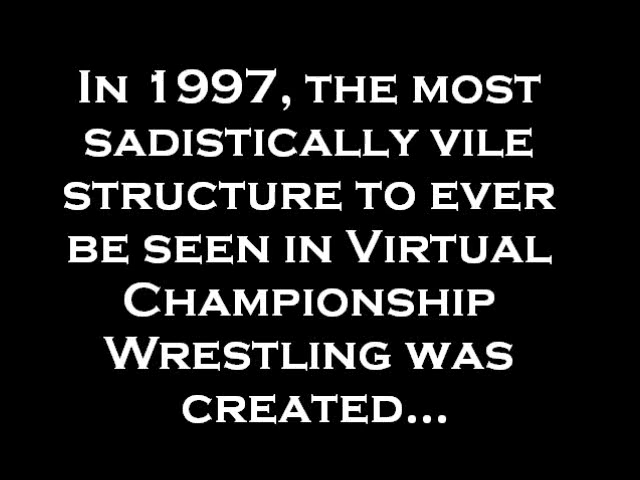 In 1997, the most
sadistically vile
structure to ever
be seen in Virtual
Championship
Wrestling was
created...